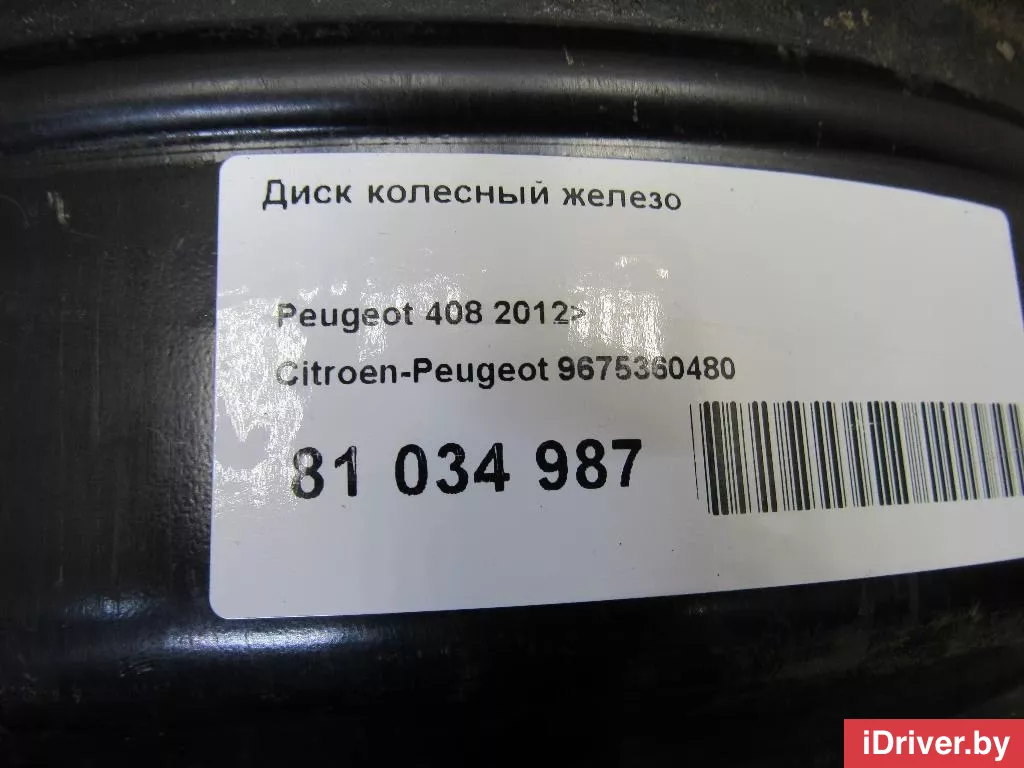 Диск колесный железо
Peugeot 408 2012>
Citroen-Peugeot 9675360480
81 034 987
iDriver.by